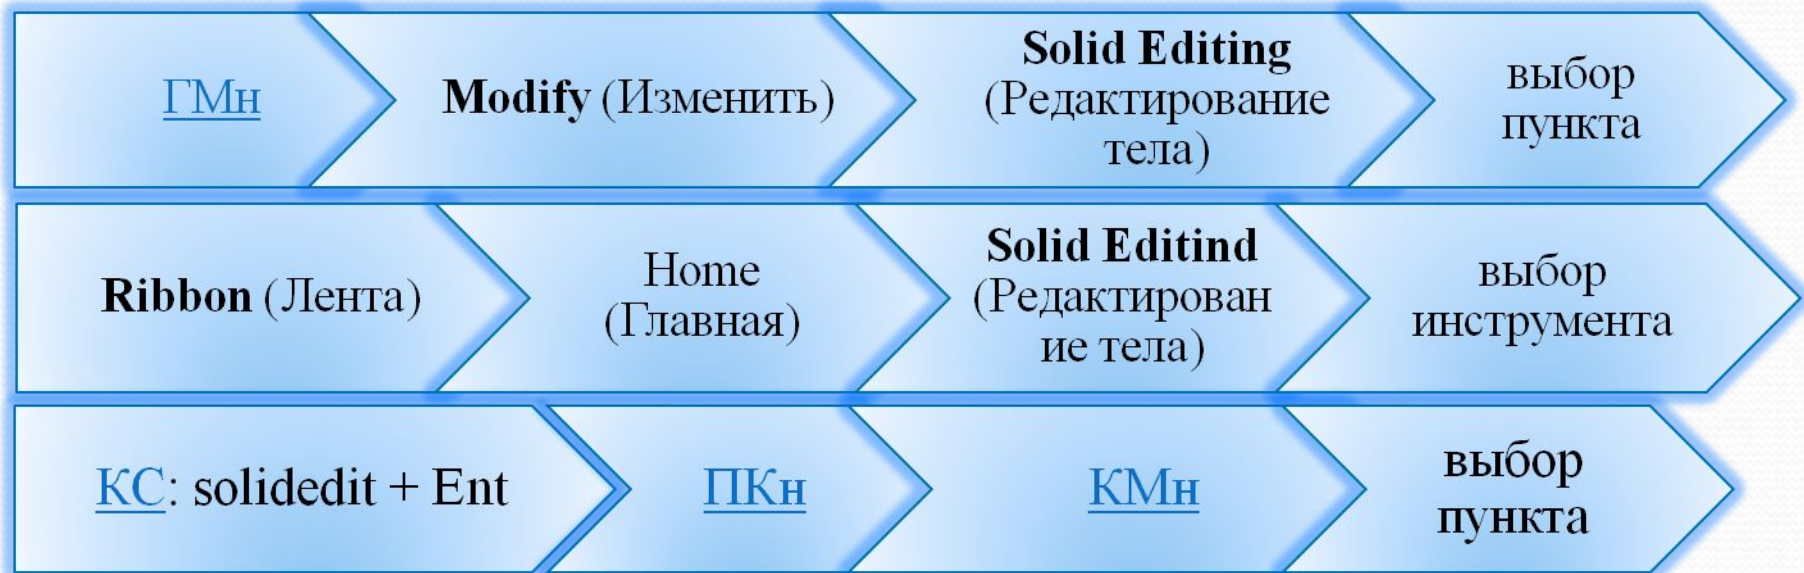 ГМн
Modify (Изменить)
Solid Editing
(Редактирование
тела)
выбор
пункта
Ribbon (Лента)
Home
(Главная)
Solid Editind
(Редактирован
ие тела)
выбор
инструмента
КС: solidedit + Ent
ПКн
КМн
выбор
пункта